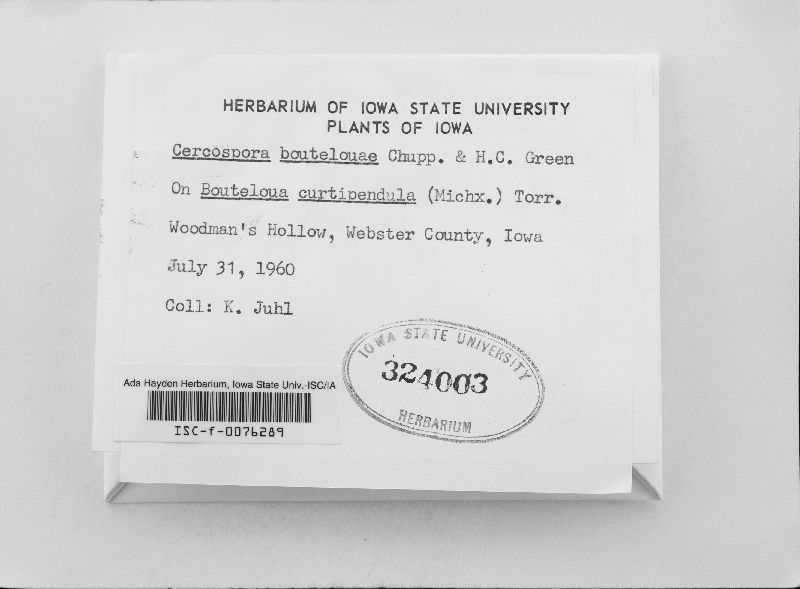 HERBARIUM OF IOWA STATE UNIVERSITY
PLANTS OF IOWA
Cercospora boutelouae Chupp. & H.C. Green
On Bouteloua curtipendula (Michx.) Torr.
Woodman's Hollow, Webster County, Iowa
July 31, 1960
Coll: K. Juhl
IOWA STATE UNIVERSITY
324003
HERBARIUM
Ada Hayden Herbarium, Iowa State Univ.-ISC/IA
ISC-f-0076289